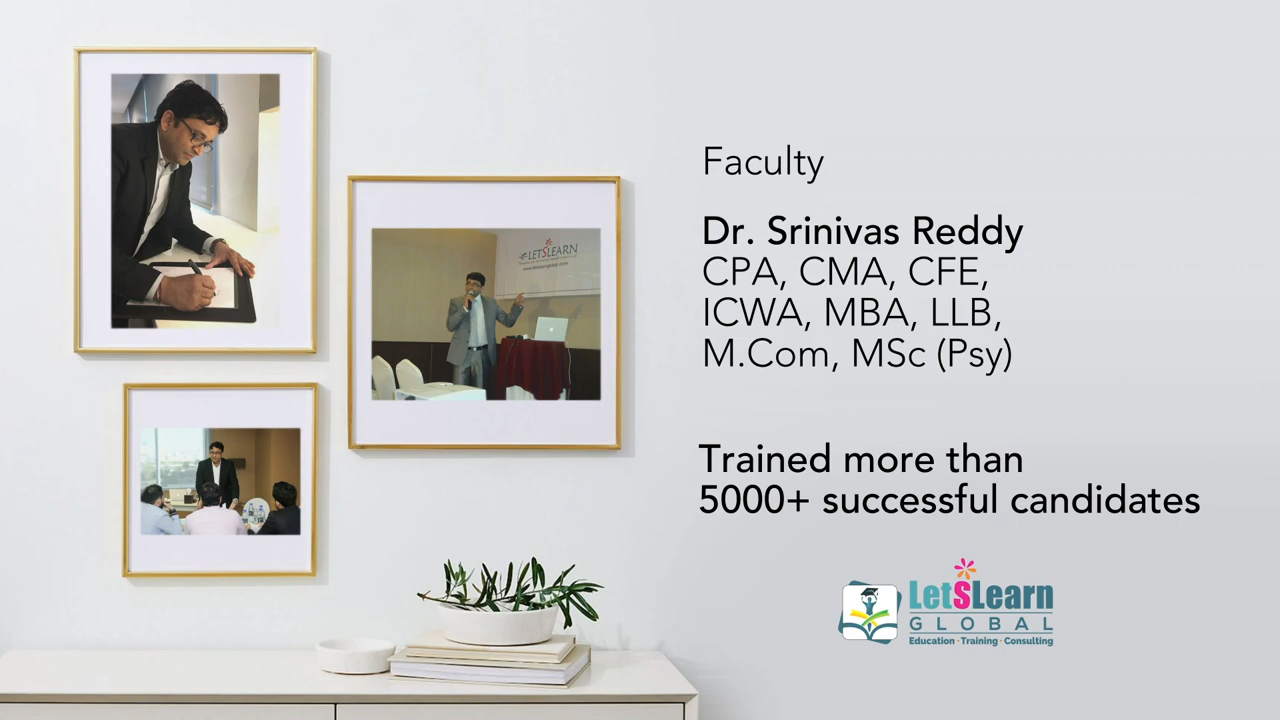 Faculty
Dr. Srinivas Reddy
CPA, CMA, CFE,
ICWA, MBA, LLB,
M.Com, MSc (Psy)
Trained more than
5000+ successful candidates
LETSLEARN
LetSLearn
GLOBAL
Education · Training · Consulting